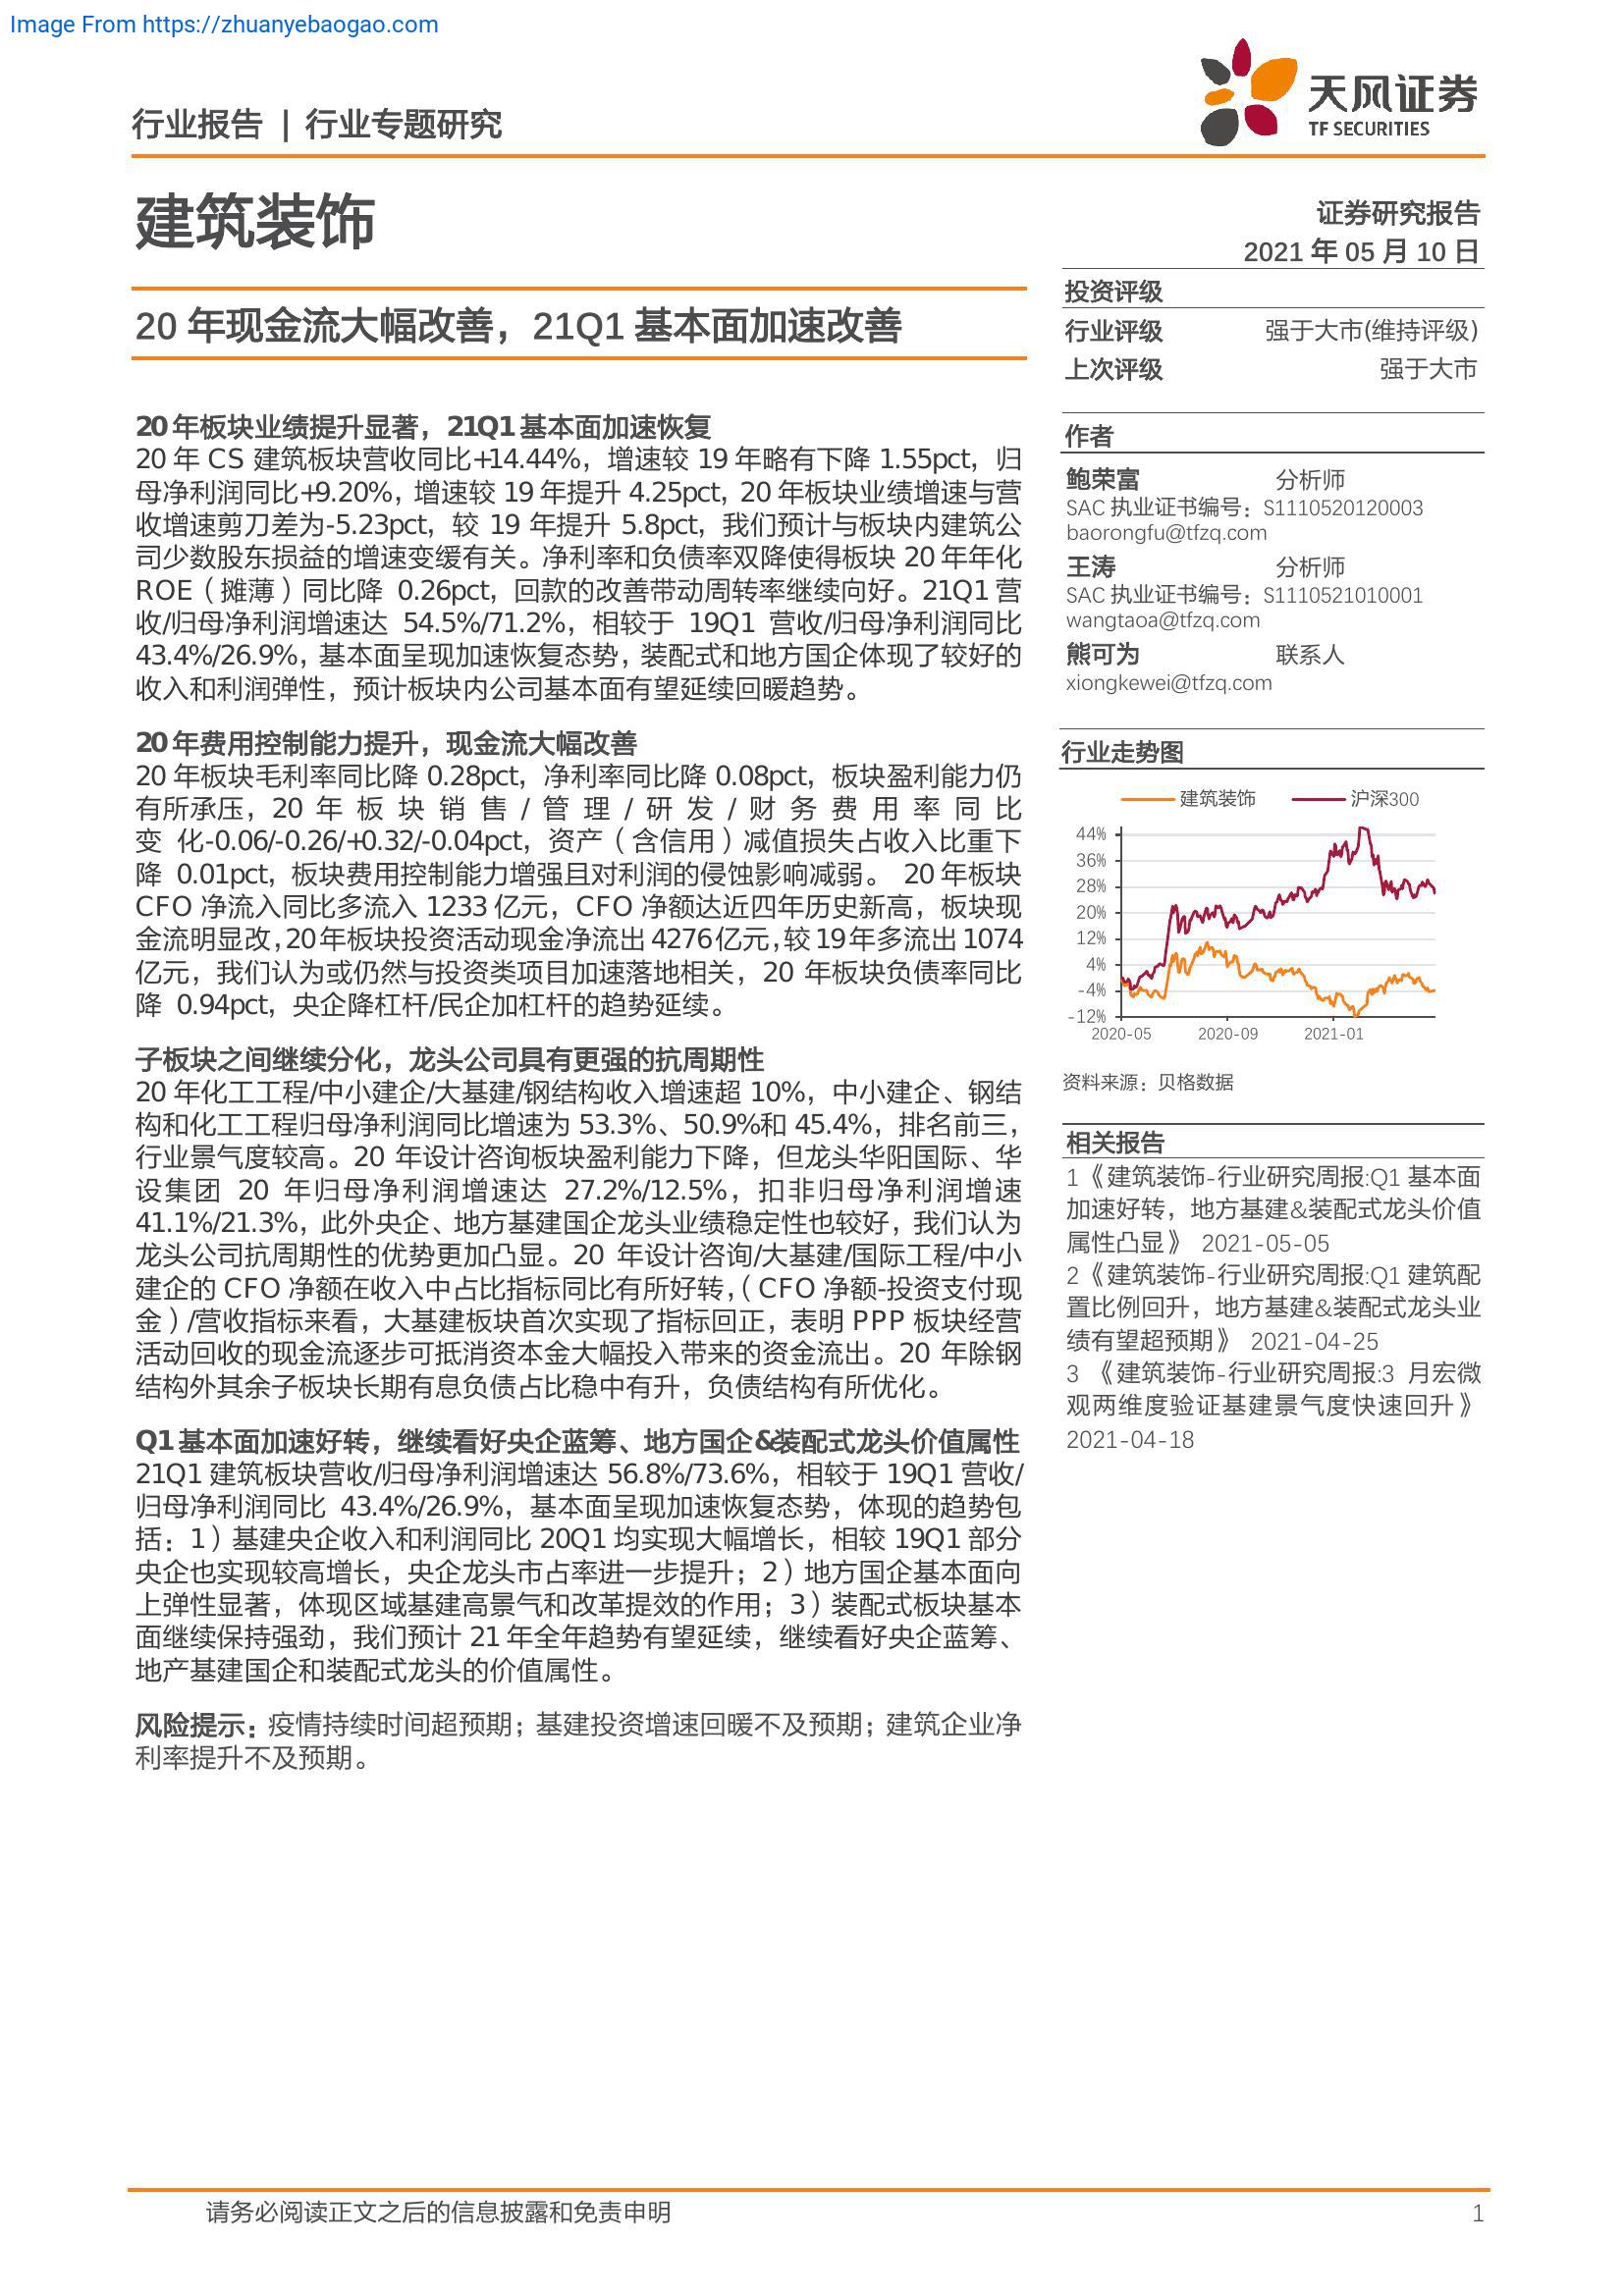 Image From https://zhuanyebaogao.com
行业报告 | 行业专题研究
天风证券
TF SECURITIES
建筑装饰
证券研究报告
2021 年 05 月 10 日
20 年现金流大幅改善，21Q1 基本面加速改善
20 年板块业绩提升显著，21Q1 基本面加速恢复
20 年 CS 建筑板块营收同比+14.44%，增速较 19 年略有下降 1.55pct，归
母净利润同比+9.20%，增速较 19 年提升 4.25pct，20 年板块业绩增速与营
收增速剪刀差为-5.23pct，较 19 年提升 5.8pct，我们预计与板块内建筑公
司少数股东损益的增速变缓有关。净利率和负债率双降使得板块 20 年年化
ROE（摊薄）同比降 0.26pct，回款的改善带动周转率继续向好。21Q1 营
收/归母净利润增速达 54.5%/71.2%，相较于 19Q1 营收/归母净利润同比
43.4%/26.9%，基本面呈现加速恢复态势，装配式和地方国企体现了较好的
收入和利润弹性，预计板块内公司基本面有望延续回暖趋势。
20 年费用控制能力提升，现金流大幅改善
20 年板块毛利率同比降 0.28pct，净利率同比降 0.08pct，板块盈利能力仍
有所承压，20 年 板 块 销 售 / 管 理 / 研 发 / 财 务 费 用 率 同 比
变 化-0.06/-0.26/+0.32/-0.04pct，资产（含信用）减值损失占收入比重下
降 0.01pct，板块费用控制能力增强且对利润的侵蚀影响减弱。 20 年板块
CFO 净流入同比多流入 1233 亿元，CFO 净额达近四年历史新高，板块现
金流明显改，20 年板块投资活动现金净流出 4276 亿元，较 19 年多流出 1074
亿元，我们认为或仍然与投资类项目加速落地相关，20 年板块负债率同比
降 0.94pct，央企降杠杆/民企加杠杆的趋势延续。
子板块之间继续分化，龙头公司具有更强的抗周期性
20 年化工工程/中小建企/大基建/钢结构收入增速超 10%，中小建企、钢结
构和化工工程归母净利润同比增速为 53.3%、50.9%和 45.4%，排名前三，
行业景气度较高。20 年设计咨询板块盈利能力下降，但龙头华阳国际、华
设集团 20 年归母净利润增速达 27.2%/12.5%，扣非归母净利润增速
41.1%/21.3%，此外央企、地方基建国企龙头业绩稳定性也较好，我们认为
龙头公司抗周期性的优势更加凸显。20 年设计咨询/大基建/国际工程/中小
建企的 CFO 净额在收入中占比指标同比有所好转，（CFO 净额-投资支付现
金）/营收指标来看，大基建板块首次实现了指标回正，表明 PPP 板块经营
活动回收的现金流逐步可抵消资本金大幅投入带来的资金流出。20 年除钢
结构外其余子板块长期有息负债占比稳中有升，负债结构有所优化。
Q1 基本面加速好转，继续看好央企蓝筹、地方国企&装配式龙头价值属性
21Q1 建筑板块营收/归母净利润增速达 56.8%/73.6%，相较于 19Q1 营收/
归母净利润同比 43.4%/26.9%，基本面呈现加速恢复态势，体现的趋势包
括：1）基建央企收入和利润同比 20Q1 均实现大幅增长，相较 19Q1 部分
央企也实现较高增长，央企龙头市占率进一步提升；2）地方国企基本面向
上弹性显著，体现区域基建高景气和改革提效的作用；3）装配式板块基本
面继续保持强劲，我们预计 21 年全年趋势有望延续，继续看好央企蓝筹、
地产基建国企和装配式龙头的价值属性。
风险提示：疫情持续时间超预期；基建投资增速回暖不及预期；建筑企业净
利率提升不及预期。
投资评级
行业评级 强于大市(维持评级)
上次评级 强于大市
作者
鲍荣富 分析师
SAC 执业证书编号：S1110520120003
baorongfu@tfzq.com
王涛 分析师
SAC 执业证书编号：S1110521010001
wangtaoa@tfzq.com
熊可为 联系人
xiongkewei@tfzq.com
行业走势图
建筑装饰 沪深300
44%
36%
28%
20%
12%
4%
-4%
-12%
2020-05 2020-09 2021-01
资料来源：贝格数据
相关报告
1《建筑装饰-行业研究周报:Q1 基本面
加速好转，地方基建&装配式龙头价值
属性凸显》 2021-05-05
2《建筑装饰-行业研究周报:Q1 建筑配
置比例回升，地方基建&装配式龙头业
绩有望超预期》 2021-04-25
3 《建筑装饰-行业研究周报:3 月宏微
观两维度验证基建景气度快速回升》
2021-04-18
请务必阅读正文之后的信息披露和免责申明 1